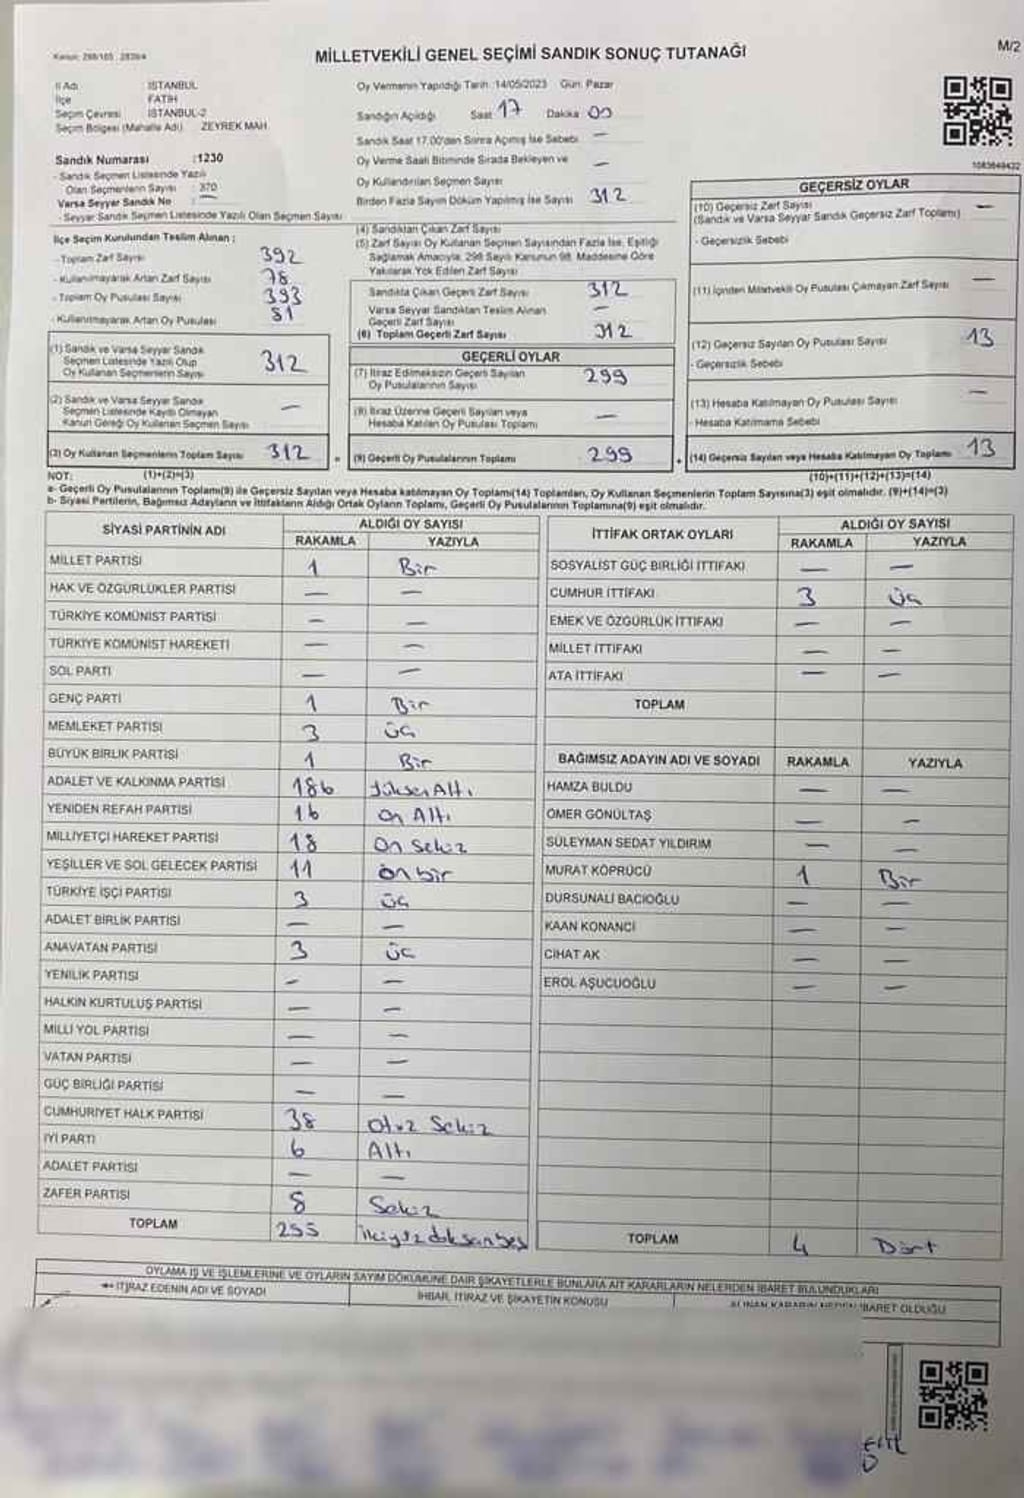 MİLLETVEKİLİ GENEL SEÇİMİ SANDIK SONUÇ TUTANAĞI
M/2
İl Adı : İSTANBUL
İlçe : FATİH
Seçim Çevresi : İSTANBUL-2
Seçim Bölgesi (Mahalle Adı) ZEYREK MAH.
Sandık Numarası :1230
- Sandık Seçmen Listesinde Yazılı
Olan Seçmenlerin Sayısı : 370
Varsa Seyyar Sandık No : —
- Seyyar Sandık Seçmen Listesinde Yazılı Olan Seçmen Sayısı
İlçe Seçim Kurulundan Teslim Alınan ;
- Toplam Zarf Sayısı 392
- Kullanılmayarak Artan Zarf Sayısı 78
- Toplam Oy Pusulası Sayısı 393
- Kullanılmayarak Artan Oy Pusulası 81
(1) Sandık ve Varsa Seyyar Sandık
Seçmen Listesinde Yazılı Olup
Oy Kullanan Seçmenlerin Sayısı 312
(2) Sandık ve Varsa Seyyar Sandık
Seçmen Listesinde Kaydı Olmayan
Kanun Gereği Oy Kullanan Seçmen Sayısı —
(3) Oy Kullanan Seçmenlerin Toplam Sayısı 312
(1)+(2)=(3)
Oy Vermenin Yapıldığı Tarih : 14/05/2023 Gün: Pazar
Sandığın Açıldığı Saat 17 Dakika 00
Sandık Saat 17.00'den Sonra Açılmış İse Sebebi —
Oy Verme Saati Bitiminde Sırada Bekleyen ve
Oy Kullandırılan Seçmen Sayısı —
Birden Fazla Sayım Döküm Yapılmış İse Sayısı
(4) Sandıktan Çıkan Zarf Sayısı 312
(5) Zarf Sayısı Oy Kullanan Seçmen Sayısından Fazla İse, Eşitliği
Sağlamak Amacıyla, 298 Sayılı Kanunun 98. Maddesine Göre
Yakılarak Yok Edilen Zarf Sayısı
Sandıkta Çıkan Geçerli Zarf Sayısı 312
Varsa Seyyar Sandıktan Teslim Alınan
Geçerli Zarf Sayısı —
(6) Toplam Geçerli Zarf Sayısı 312
GEÇERLİ OYLAR
(7) İtiraz Edilmeksizin Geçerli Sayılan
Oy Pusulalarının Sayısı 299
(8) İtiraz Üzerine Geçerli Sayılan veya
Hesaba Katılan Oy Pusulası Toplamı —
(9) Geçerli Oy Pusulalarının Toplamı 299
1083649432
GEÇERSİZ OYLAR
(10) Geçersiz Zarf Sayısı —
(Sandık ve Varsa Seyyar Sandık Geçersiz Zarf Toplamı)
- Geçersizlik Sebebi
(11) İçinden Milletvekili Oy Pusulası Çıkmayan Zarf Sayısı —
(12) Geçersiz Sayılan Oy Pusulası Sayısı 13
- Geçersizlik Sebebi
(13) Hesaba Katılmayan Oy Pusulası Sayısı —
- Hesaba Katılmama Sebebi
(14) Geçersiz Sayılan veya Hesaba Katılmayan Oy Toplamı 13
(10)+(11)+(12)+(13)=(14)
NOT:
a- Geçerli Oy Pusulalarının Toplamı(9) ile Geçersiz Sayılan veya Hesaba katılmayan Oy Toplamı(14) Toplamları, Oy Kullanan Seçmenlerin Toplam Sayısına(3) eşit olmalıdır. (9)+(14)=(3)
b- Siyasi Partilerin, Bağımsız Adayların ve İttifakların Aldığı Ortak Oyların Toplamı, Geçerli Oy Pusulalarının Toplamına(9) eşit olmalıdır.
SİYASİ PARTİNİN ADI ALDIĞI OY SAYISI
RAKAMLA YAZIYLA
MİLLET PARTİSİ 1 Bir
HAK VE ÖZGÜRLÜKLER PARTİSİ — —
TÜRKİYE KOMÜNİST PARTİSİ — —
TÜRKİYE KOMÜNİST HAREKETİ — —
SOL PARTİ — —
GENÇ PARTİ 1 Bir
MEMLEKET PARTİSİ 3 üç
BÜYÜK BİRLİK PARTİSİ 1 Bir
ADALET VE KALKINMA PARTİSİ 186
YENİDEN REFAH PARTİSİ 16 On Altı
MİLLİYETÇİ HAREKET PARTİSİ 18 On Sekiz
YEŞİLLER VE SOL GELECEK PARTİSİ 11 on bir
TÜRKİYE İŞÇİ PARTİSİ 3 üç
ADALET BİRLİK PARTİSİ — —
ANAVATAN PARTİSİ 3 üç
YENİLİK PARTİSİ — —
HALKIN KURTULUŞ PARTİSİ — —
MİLLİ YOL PARTİSİ — —
VATAN PARTİSİ — —
GÜÇ BİRLİĞİ PARTİSİ — —
CUMHURİYET HALK PARTİSİ 38 Otuz Sekiz
İYİ PARTİ 6 Altı
ADALET PARTİSİ — —
ZAFER PARTİSİ 8 Sekiz
TOPLAM 295 ikiyüz doksan beş
İTTİFAK ORTAK OYLARI ALDIĞI OY SAYISI
RAKAMLA YAZIYLA
SOSYALİST GÜÇ BİRLİĞİ İTTİFAKI — —
CUMHUR İTTİFAKI 3 üç
EMEK VE ÖZGÜRLÜK İTTİFAKI — —
MİLLET İTTİFAKI — —
ATA İTTİFAKI — —
TOPLAM
BAĞIMSIZ ADAYIN ADI VE SOYADI RAKAMLA YAZIYLA
HAMZA BULDU — —
ÖMER GÖNÜLTAŞ — —
SÜLEYMAN SEDAT YILDIRIM — —
MURAT KÖPRÜCÜ 1 Bir
DURSUNALİ BACIOĞLU — —
KAAN KONANCI — —
CİHAT AK — —
EROL AŞUCUOĞLU — —
TOPLAM 4 Dört
OYLAMA İŞ VE İŞLEMLERİNE VE OYLARIN SAYIM DÖKÜMÜNE DAİR ŞİKAYETLERLE BUNLARA AİT KARARLARIN NELERDEN İBARET BULUNDUKLARI
İTİRAZ EDENİN ADI VE SOYADI İHBAR, İTİRAZ VE ŞİKAYETİN KONUSU ALINAN KARARIN NEDEN İBARET OLDUĞU